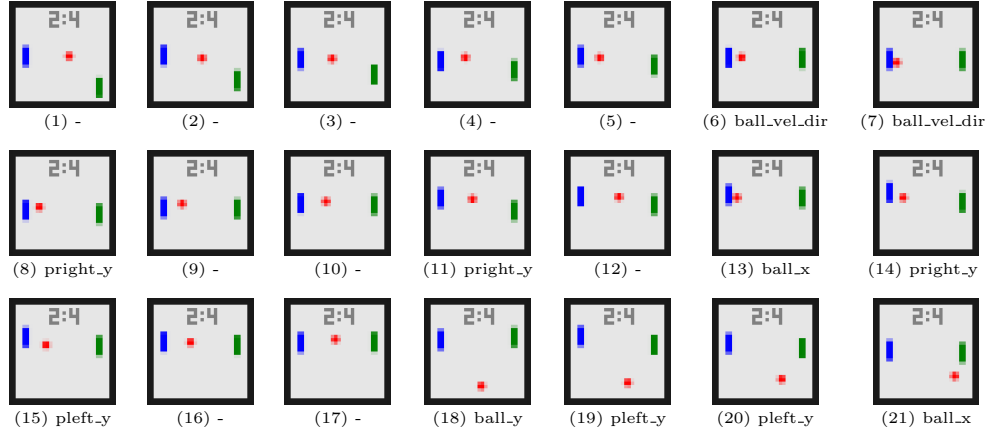 2:4 2:4 2:4 2:4 2:4 2:4 2:4
(1) - (2) - (3) - (4) - (5) - (6) ball_vel_dir (7) ball_vel_dir
2:4 2:4 2:4 2:4 2:4 2:4 2:4
(8) pright_y (9) - (10) - (11) pright_y (12) - (13) ball_x (14) pright_y
2:4 2:4 2:4 2:4 2:4 2:4 2:4
(15) pleft_y (16) - (17) - (18) ball_y (19) pleft_y (20) pleft_y (21) ball_x